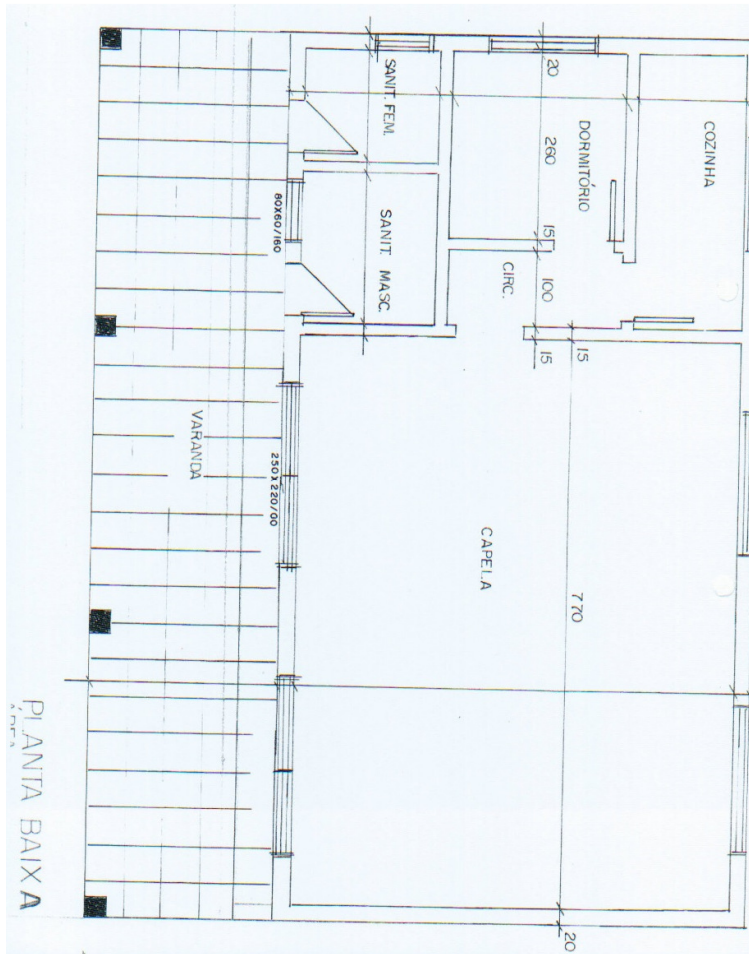 SANIT. FEM.
20
260
DORMITÓRIO
COZINHA
80X60/160
SANIT. MASC.
15
CIRC.
100
15
15
VARANDA
250X220/00
CAPELA
770
20
PLANTA BAIXA